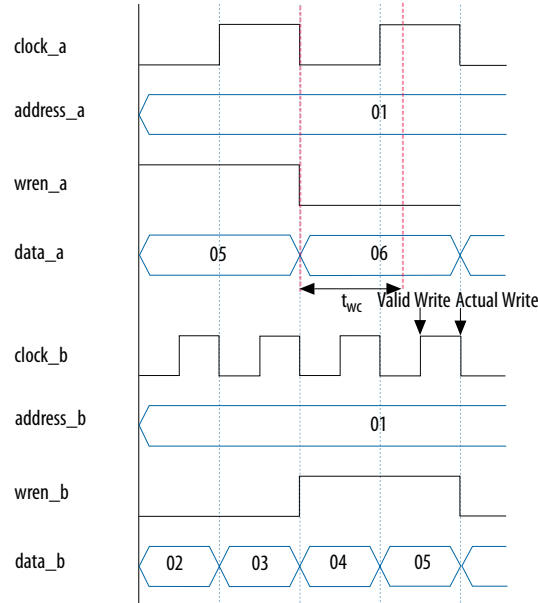 clock_a
address_a 01
wren_a
data_a 05 06
t_wc Valid Write Actual Write
clock_b
address_b 01
wren_b
data_b 02 03 04 05